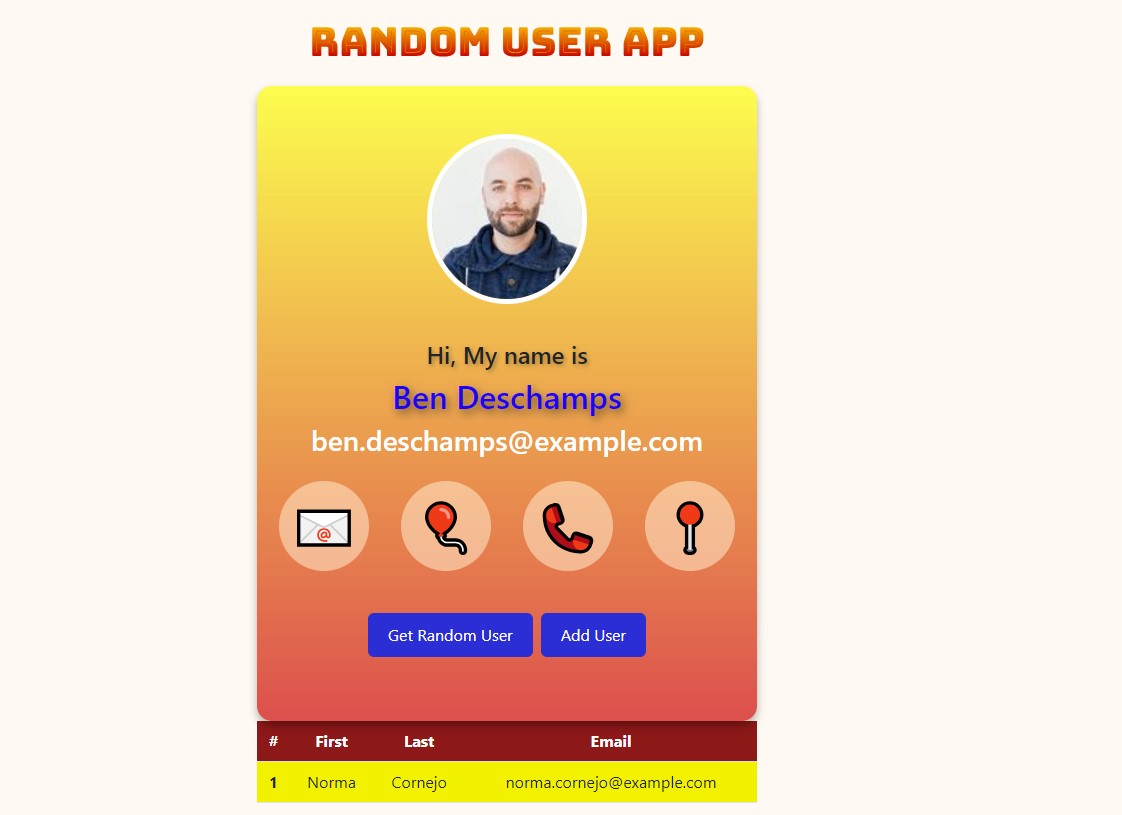 RANDOM USER APP
Hi, My name is
Ben Deschamps
ben.deschamps@example.com
@
Get Random User Add User
# First Last Email
1 Norma Cornejo norma.cornejo@example.com